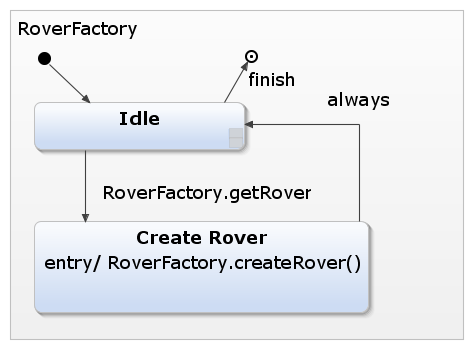 RoverFactory
finish
always
Idle
RoverFactory.getRover
Create Rover
entry/ RoverFactory.createRover()